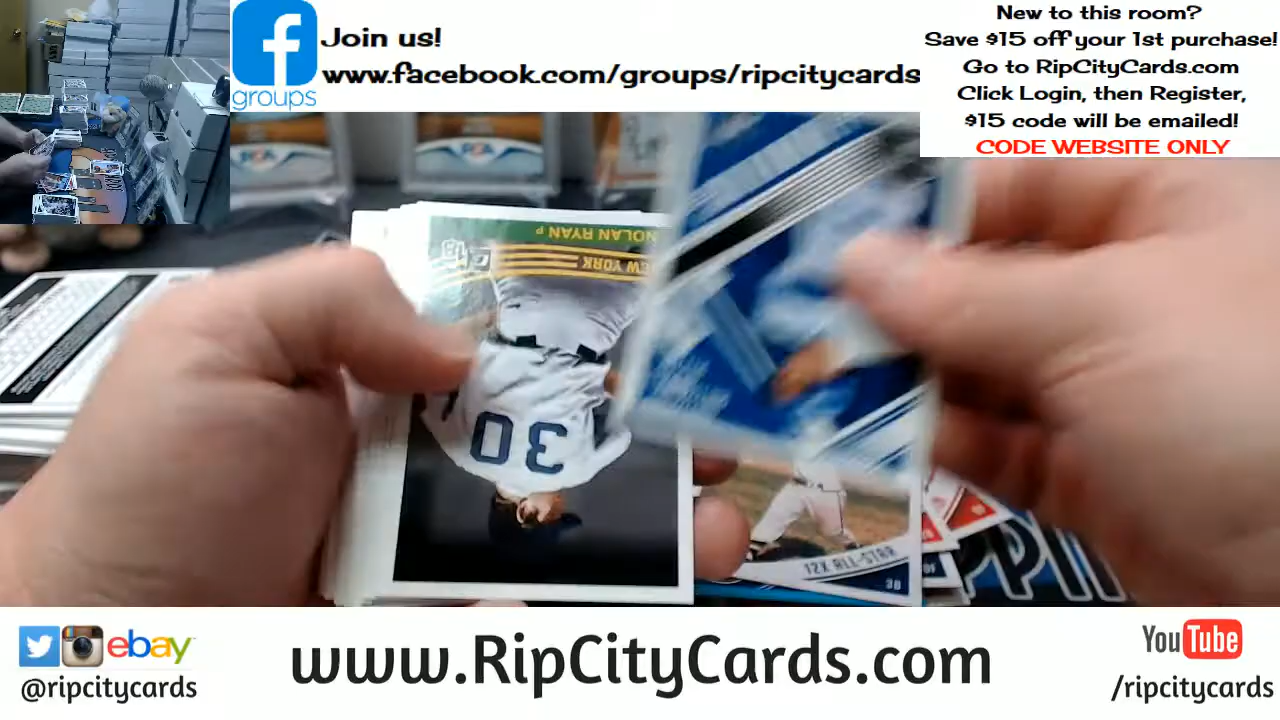 f
groups
Join us!
www.facebook.com/groups/ripcitycards
New to this room?
Save $15 off your 1st purchase!
Go to RipCityCards.com
Click Login, then Register,
$15 code will be emailed!
CODE WEBSITE ONLY
NOLAN RYAN P
NEW YORK
30
12X ALL-STAR
3B
ebay
@ripcitycards
www.RipCityCards.com
YouTube
/ripcitycards